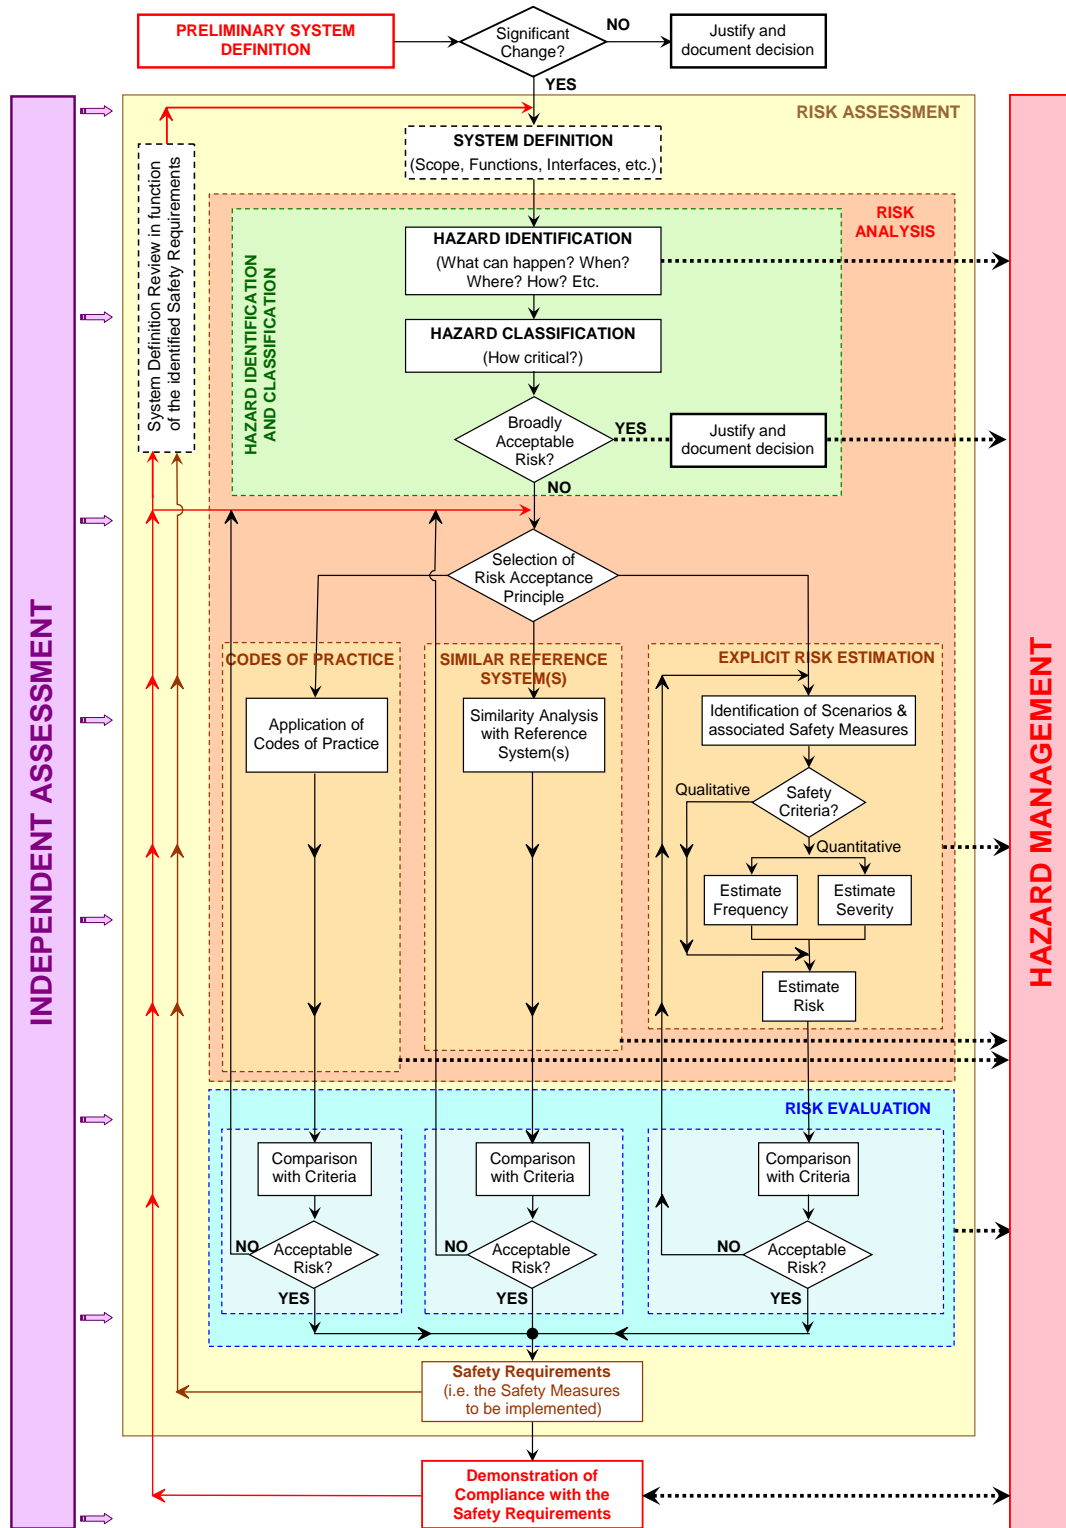 PRELIMINARY SYSTEM
DEFINITION
Significant
Change?
NO
Justify and
document decision
YES
INDEPENDENT ASSESSMENT
HAZARD MANAGEMENT
RISK ASSESSMENT
System Definition Review in function
of the identified Safety Requirements
SYSTEM DEFINITION
(Scope, Functions, Interfaces, etc.)
RISK
ANALYSIS
HAZARD IDENTIFICATION
AND CLASSIFICATION
HAZARD IDENTIFICATION
(What can happen? When?
Where? How? Etc.
HAZARD CLASSIFICATION
(How critical?)
Broadly
Acceptable
Risk?
YES
Justify and
document decision
NO
Selection of
Risk Acceptance
Principle
CODES OF PRACTICE
Application of
Codes of Practice
SIMILAR REFERENCE
SYSTEM(S)
Similarity Analysis
with Reference
System(s)
EXPLICIT RISK ESTIMATION
Identification of Scenarios &
associated Safety Measures
Qualitative
Safety
Criteria?
Quantitative
Estimate
Frequency
Estimate
Severity
Estimate
Risk
RISK EVALUATION
Comparison
with Criteria
Comparison
with Criteria
Comparison
with Criteria
NO
Acceptable
Risk?
NO
Acceptable
Risk?
NO
Acceptable
Risk?
YES
YES
YES
Safety Requirements
(i.e. the Safety Measures
to be implemented)
Demonstration of
Compliance with the
Safety Requirements